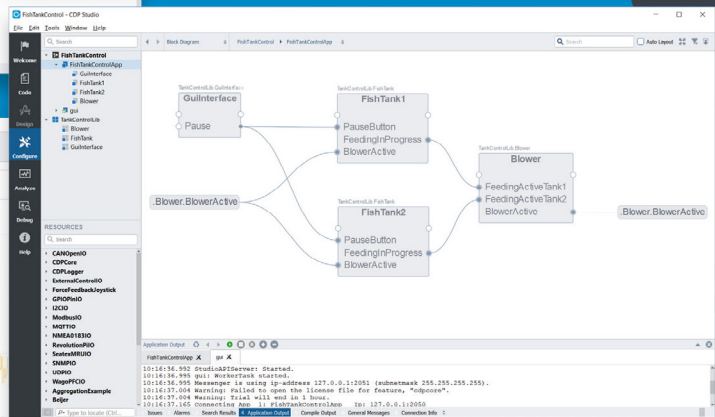 FishTankControl - CDP Studio
File Edit Tools Window Help
Search
Block Diagram FishTankControl FishTankControlApp
Search
Auto Layout
Welcome
Code
Design
Configure
Analyze
Debug
Help
FishTankControl
FishTankControlApp
GuiInterface
FishTank1
FishTank2
Blower
gui
TankControlLib
Blower
FishTank
GuiInterface
RESOURCES
Search
CANOpenIO
CDPCore
CDPLogger
ExternalControlIO
ForceFeedbackJoystick
GPIOPinIO
I2CIO
ModbusIO
MQTTIO
NMEA0183IO
RevolutionPiIO
SeatexMRUIO
SNMPIO
UDPIO
WagoPFCIO
AggregationExample
Beijer
TankControlLib.GuiInterface
GuiInterface
Pause
.Blower.BlowerActive
TankControlLib.FishTank
FishTank1
PauseButton
FeedingInProgress
BlowerActive
TankControlLib.FishTank
FishTank2
PauseButton
FeedingInProgress
BlowerActive
TankControlLib.Blower
Blower
FeedingActiveTank1
FeedingActiveTank2
BlowerActive
.Blower.BlowerActive
Application Output
FishTankControlApp gui
10:16:36.992 StudioAPIServer: Started.
10:16:36.995 gui: WorkerTask started.
10:16:36.995 Messenger is using ip-address 127.0.0.1:2051 (subnetmask 255.255.255.255).
10:16:37.004 Warning: Failed to open the license file for feature, "cdpcore".
10:16:37.004 Warning: Trial will end in 1 hour.
10:16:37.165 Connecting App 1: FishTankControlApp ip: 127.0.0.1:2050
Type to locate (Ctrl...
Issues Alarms Search Results 4 Application Output Compile Output General Messages Connection Info